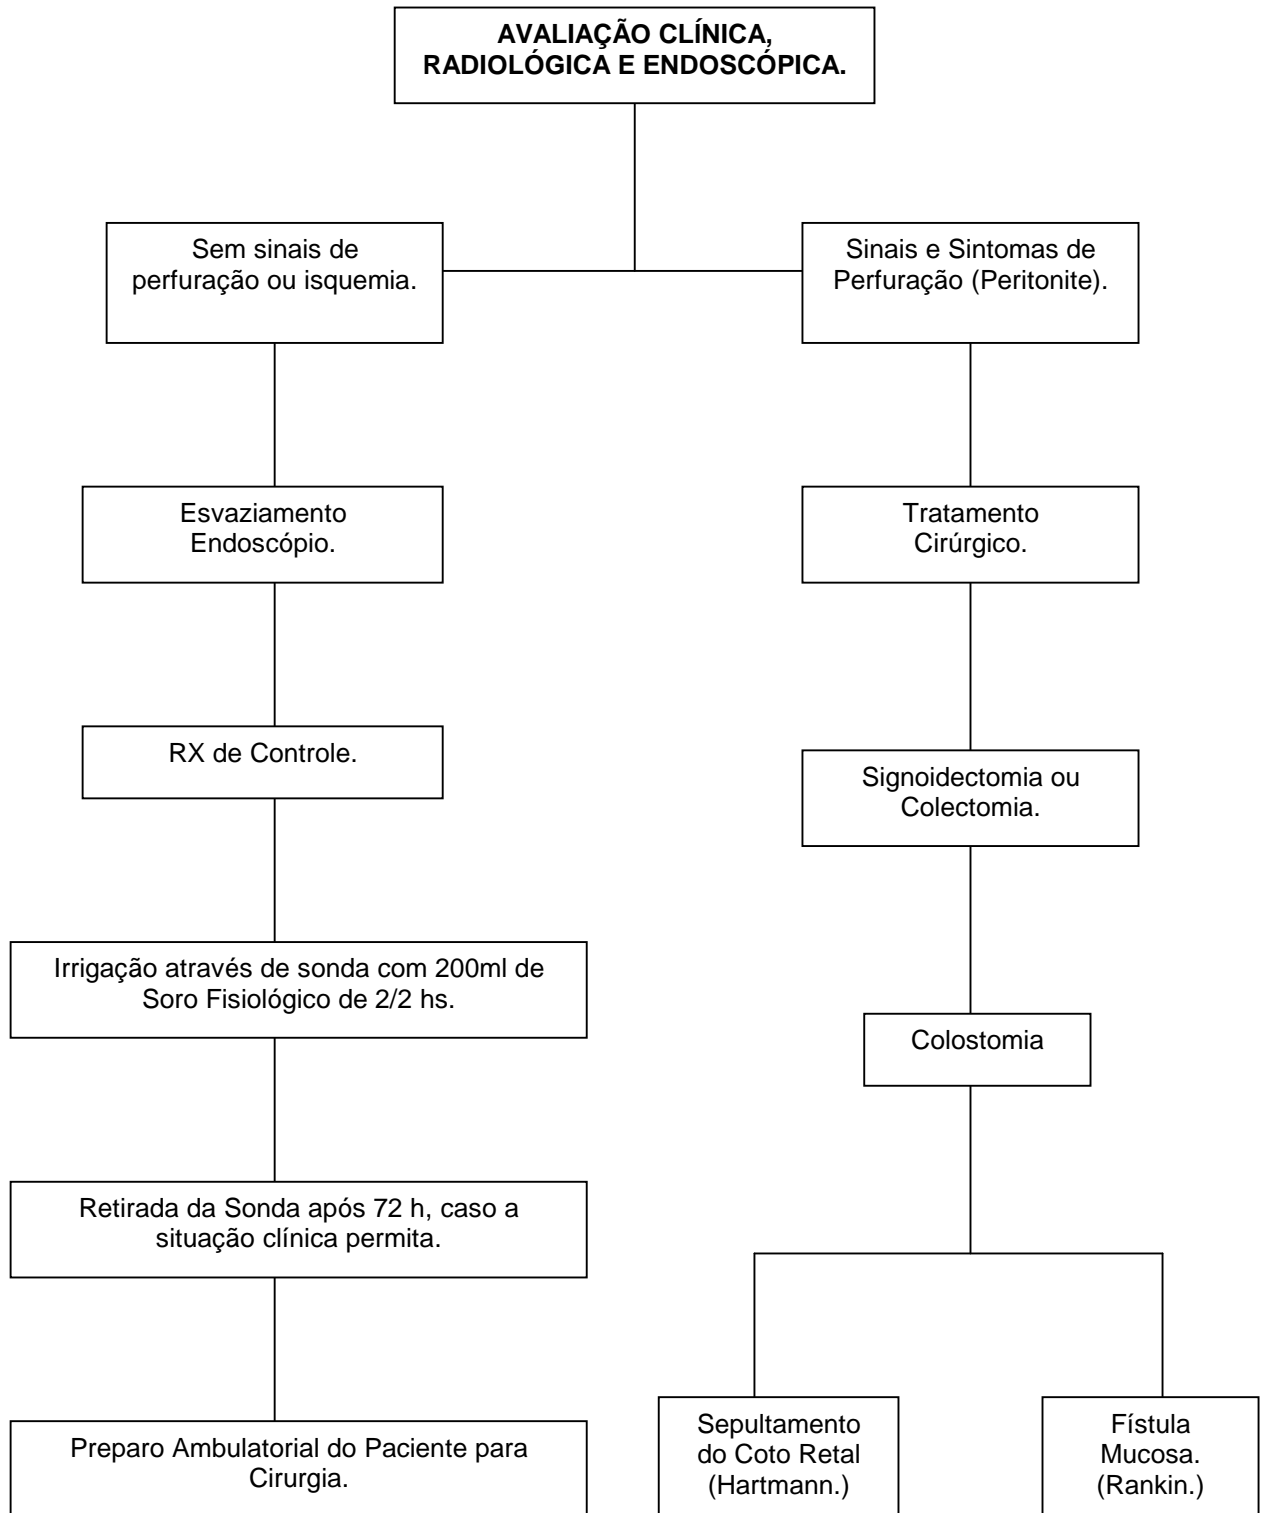 AVALIAÇÃO CLÍNICA,
RADIOLÓGICA E ENDOSCÓPICA.
Sem sinais de
perfuração ou isquemia.
Sinais e Sintomas de
Perfuração (Peritonite).
Esvaziamento
Endoscópio.
Tratamento
Cirúrgico.
RX de Controle.
Signoidectomia ou
Colectomia.
Irrigação através de sonda com 200ml de
Soro Fisiológico de 2/2 hs.
Colostomia
Retirada da Sonda após 72 h, caso a
situação clínica permita.
Preparo Ambulatorial do Paciente para
Cirurgia.
Sepultamento
do Coto Retal
(Hartmann.)
Fístula
Mucosa.
(Rankin.)